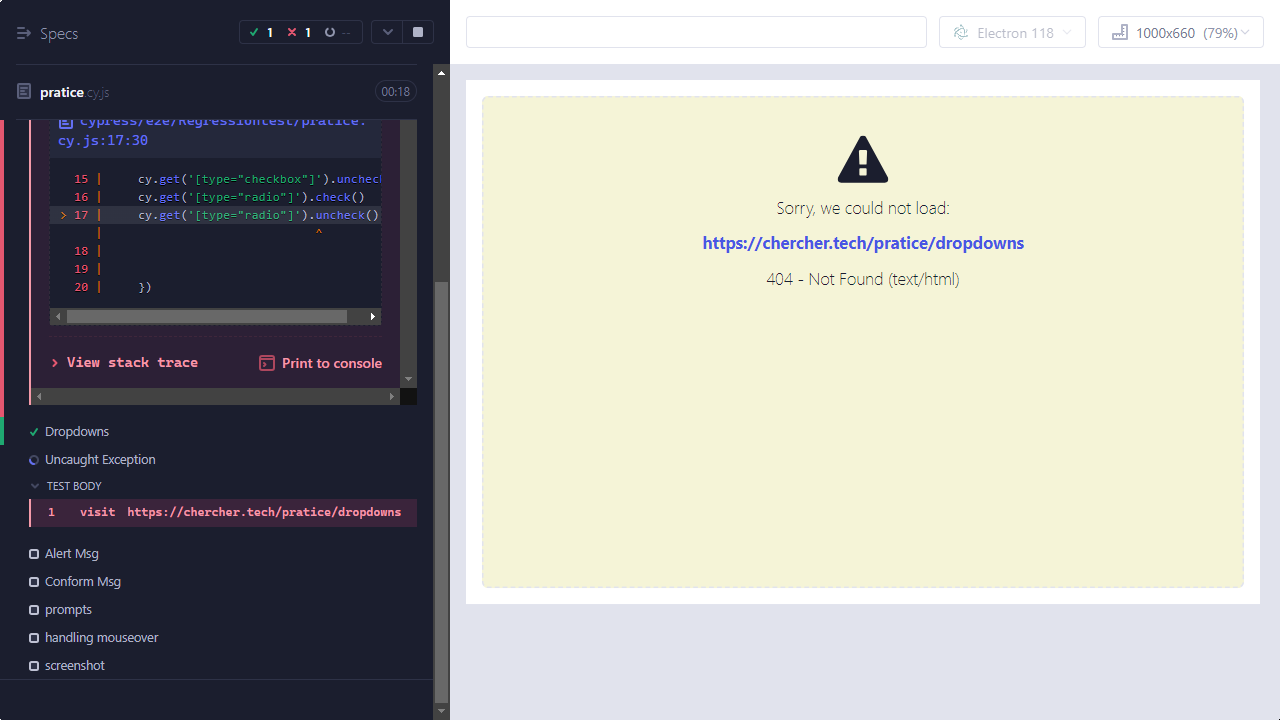 Specs
1 1 --
Electron 118
1000x660 (79%)
pratice.cy.js
00:18
cypress/e2e/Regressiontest/pratice.
cy.js:17:30
15 | cy.get('[type="checkbox"]').unchec
16 | cy.get('[type="radio"]').check()
> 17 | cy.get('[type="radio"]').uncheck()
| ^
18 |
19 |
20 | })
View stack trace
Print to console
Dropdowns
Uncaught Exception
TEST BODY
1 visit https://chercher.tech/pratice/dropdowns
Alert Msg
Conform Msg
prompts
handling mouseover
screenshot
Sorry, we could not load:
https://chercher.tech/pratice/dropdowns
404 - Not Found (text/html)